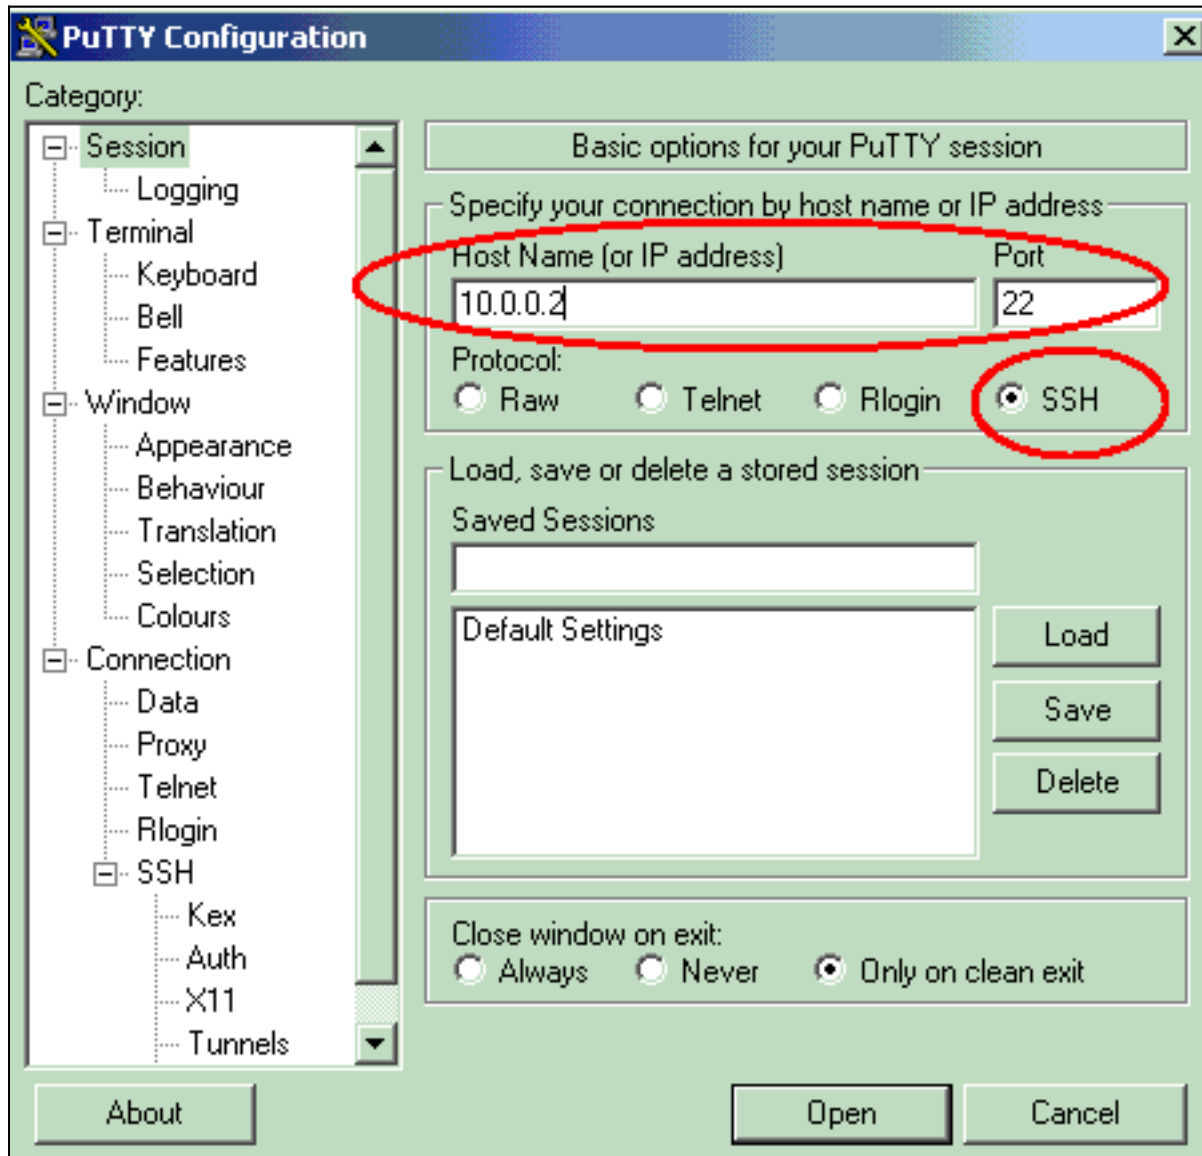 PuTTY Configuration
Category:
Session
Logging
Terminal
Keyboard
Bell
Features
Window
Appearance
Behaviour
Translation
Selection
Colours
Connection
Data
Proxy
Telnet
Rlogin
SSH
Kex
Auth
X11
Tunnels
Basic options for your PuTTY session
Specify your connection by host name or IP address
Host Name (or IP address) Port
10.0.0.2 22
Protocol:
Raw Telnet Rlogin SSH
Load, save or delete a stored session
Saved Sessions
Default Settings
Load
Save
Delete
Close window on exit:
Always Never Only on clean exit
About Open Cancel